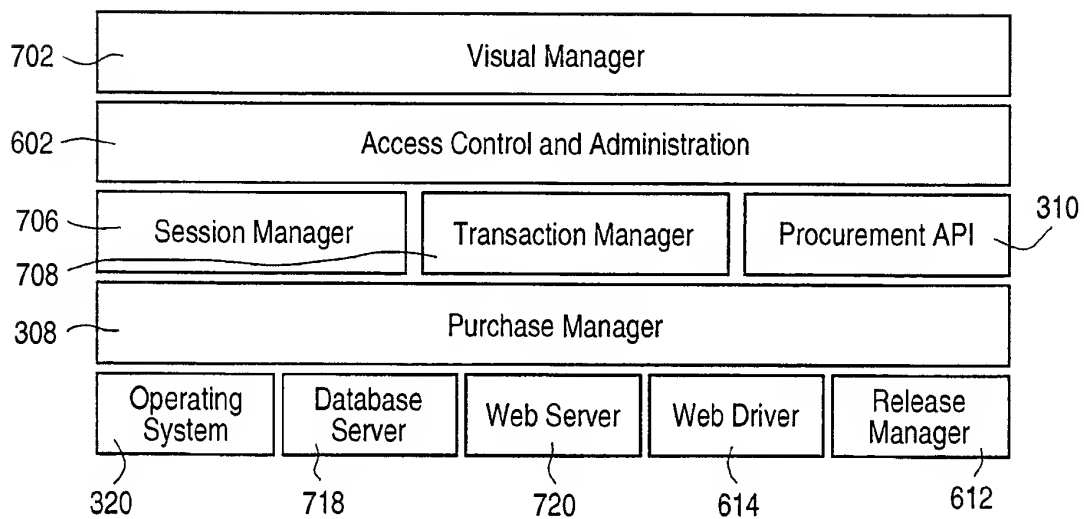 702
Visual Manager
602
Access Control and Administration
706
Session Manager
Transaction Manager
Procurement API
310
708
308
Purchase Manager
Operating
System
Database
Server
Web Server
Web Driver
Release
Manager
320
718
720
614
612